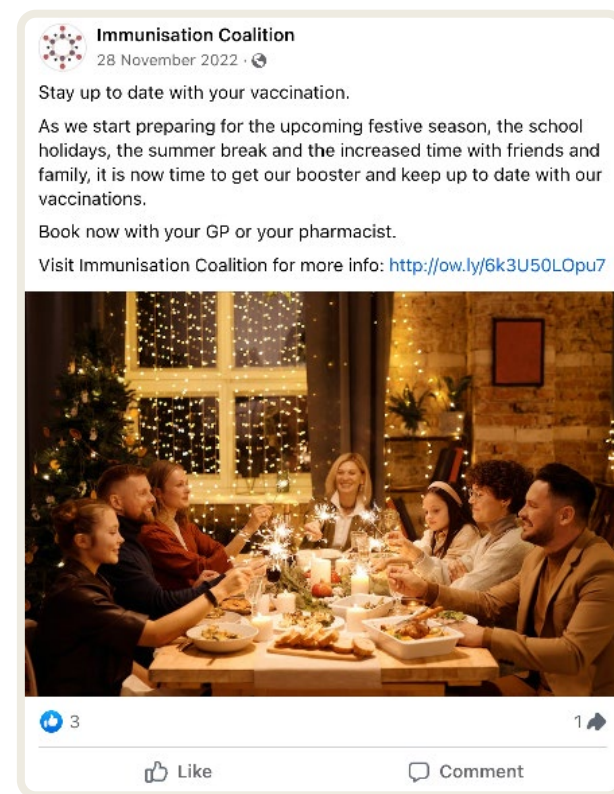 Immunisation Coalition
28 November 2022 ·
Stay up to date with your vaccination.
As we start preparing for the upcoming festive season, the school
holidays, the summer break and the increased time with friends and
family, it is now time to get our booster and keep up to date with our
vaccinations.
Book now with your GP or your pharmacist.
Visit Immunisation Coalition for more info: http://ow.ly/6k3U50LOpu7
3
1
Like
Comment